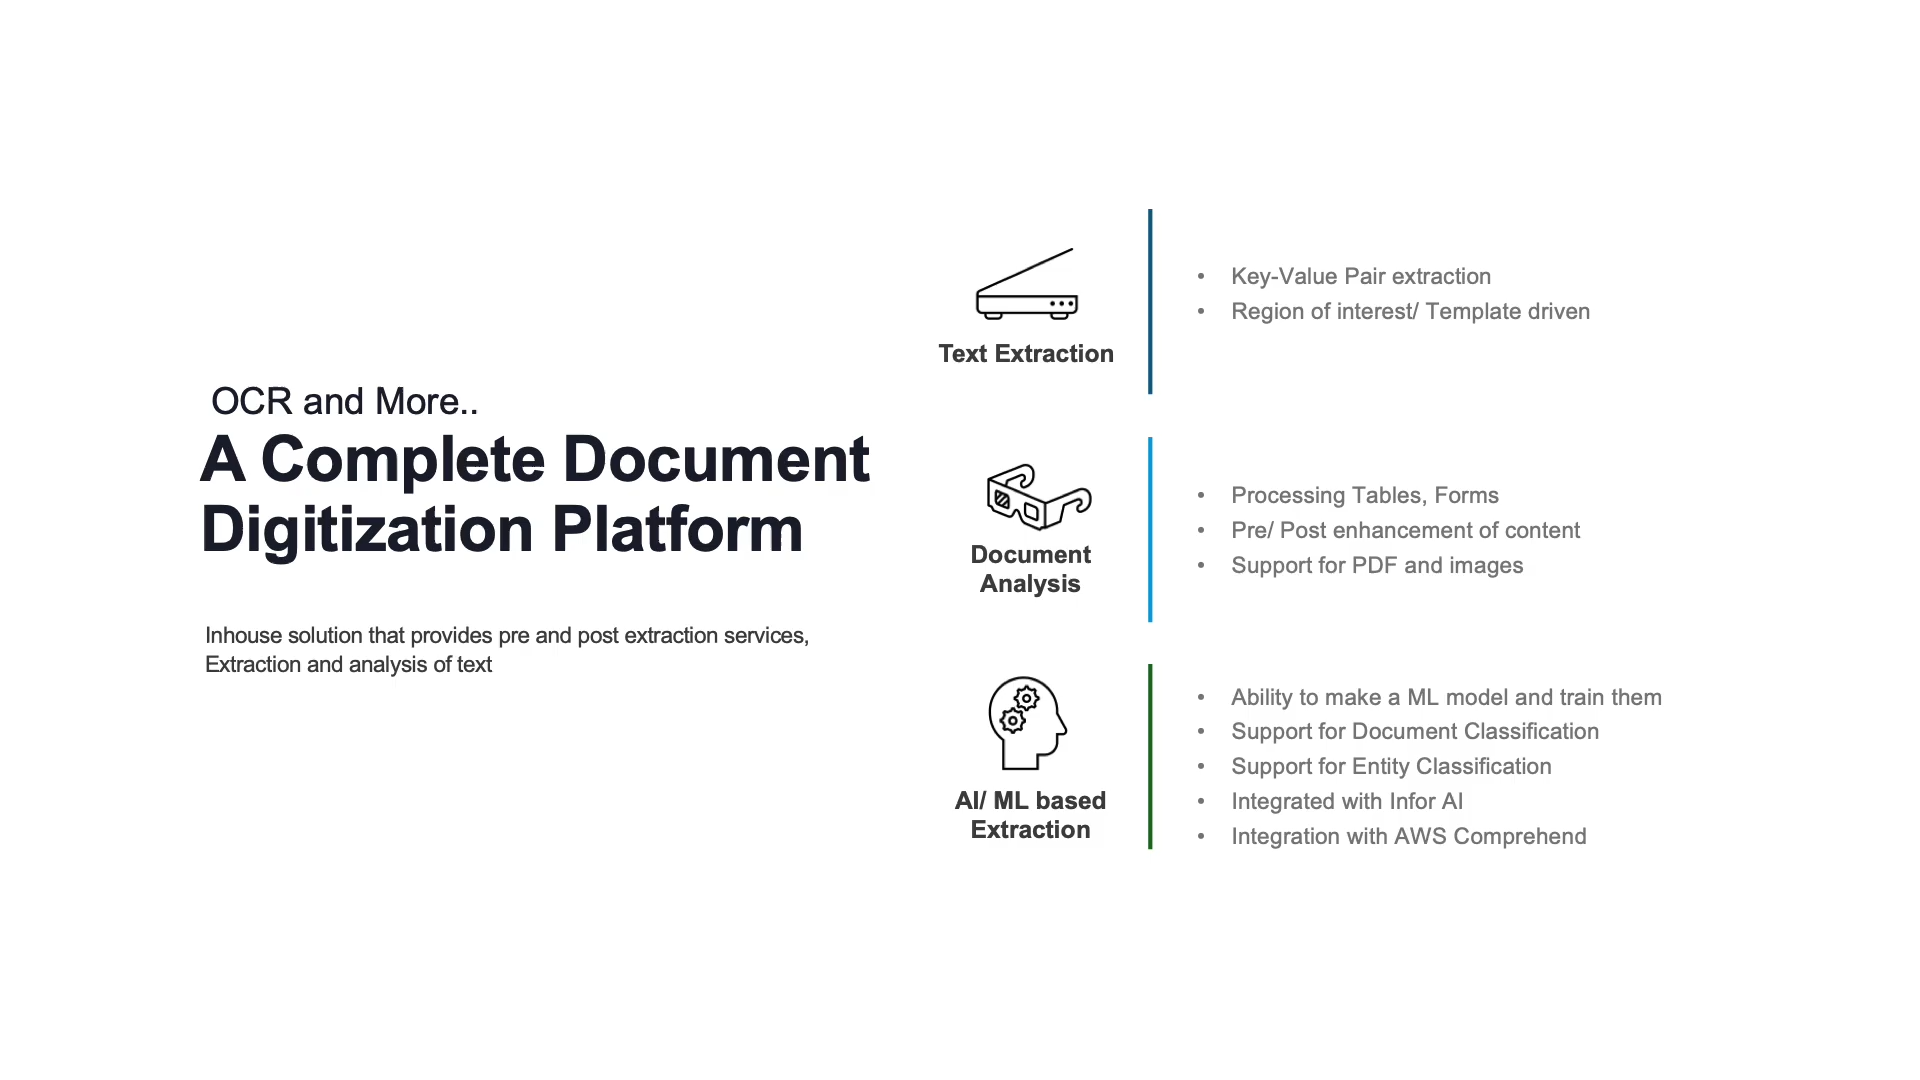 OCR and More..
A Complete Document
Digitization Platform
Inhouse solution that provides pre and post extraction services,
Extraction and analysis of text
Text Extraction
• Key-Value Pair extraction
• Region of interest/ Template driven
Document
Analysis
• Processing Tables, Forms
• Pre/ Post enhancement of content
• Support for PDF and images
AI/ ML based
Extraction
• Ability to make a ML model and train them
• Support for Document Classification
• Support for Entity Classification
• Integrated with Infor AI
• Integration with AWS Comprehend